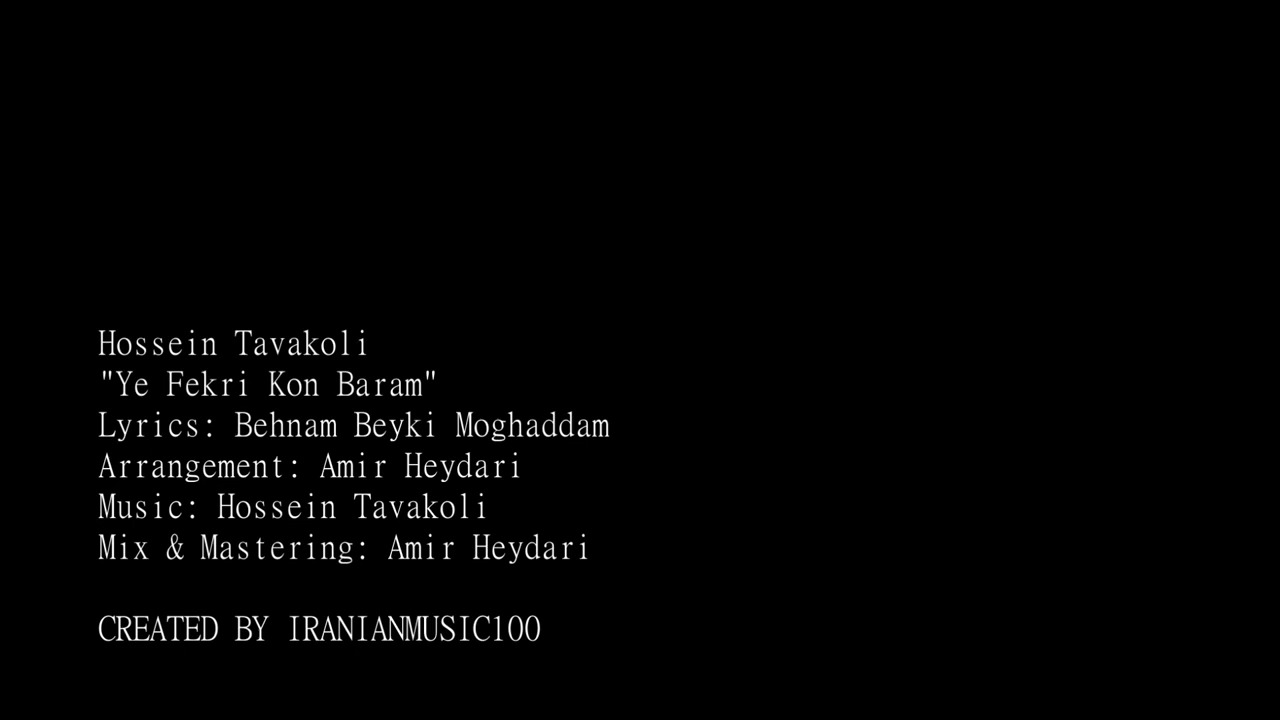 Hossein Tavakoli
"Ye Fekri Kon Baram"
Lyrics: Behnam Beyki Moghaddam
Arrangement: Amir Heydari
Music: Hossein Tavakoli
Mix & Mastering: Amir Heydari
CREATED BY IRANIANMUSIC100